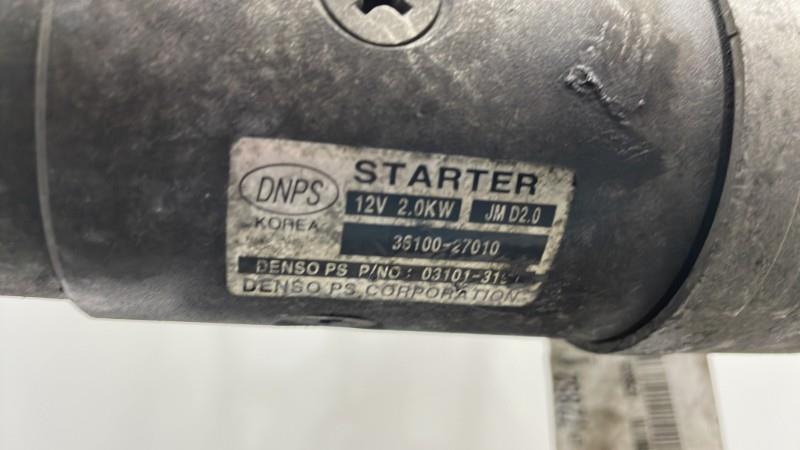 STARTER
DNPS
KOREA
12V 2.0KW JM D2.0
36100-27010
DENSO PS P/NO : 03101-31
DENSO PS CORPORATION